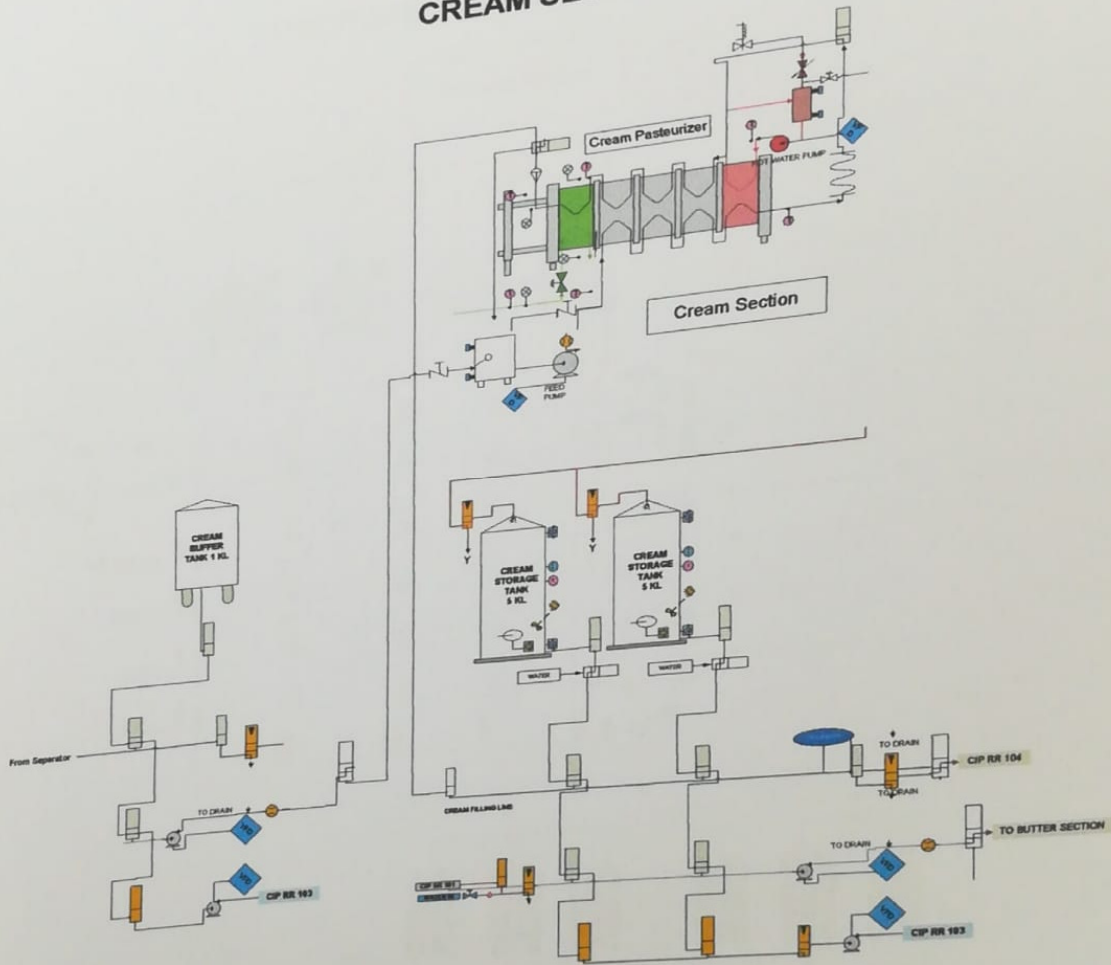 CREAM
Cream Pasteurizer
HOT WATER PUMP
Cream Section
FEED
PUMP
CREAM
BUFFER
TANK 1 KL
CREAM
STORAGE
TANK
5 KL
CREAM
STORAGE
TANK
5 KL
WATER
WATER
From Seperator
TO DRAIN
VFD
VFD
CIP RR 103
CREAM FILLING LINE
TO DRAIN
TO DRAIN
CIP RR 104
TO DRAIN
VFD
TO BUTTER SECTION
VFD
CIP RR 103
Y
Y